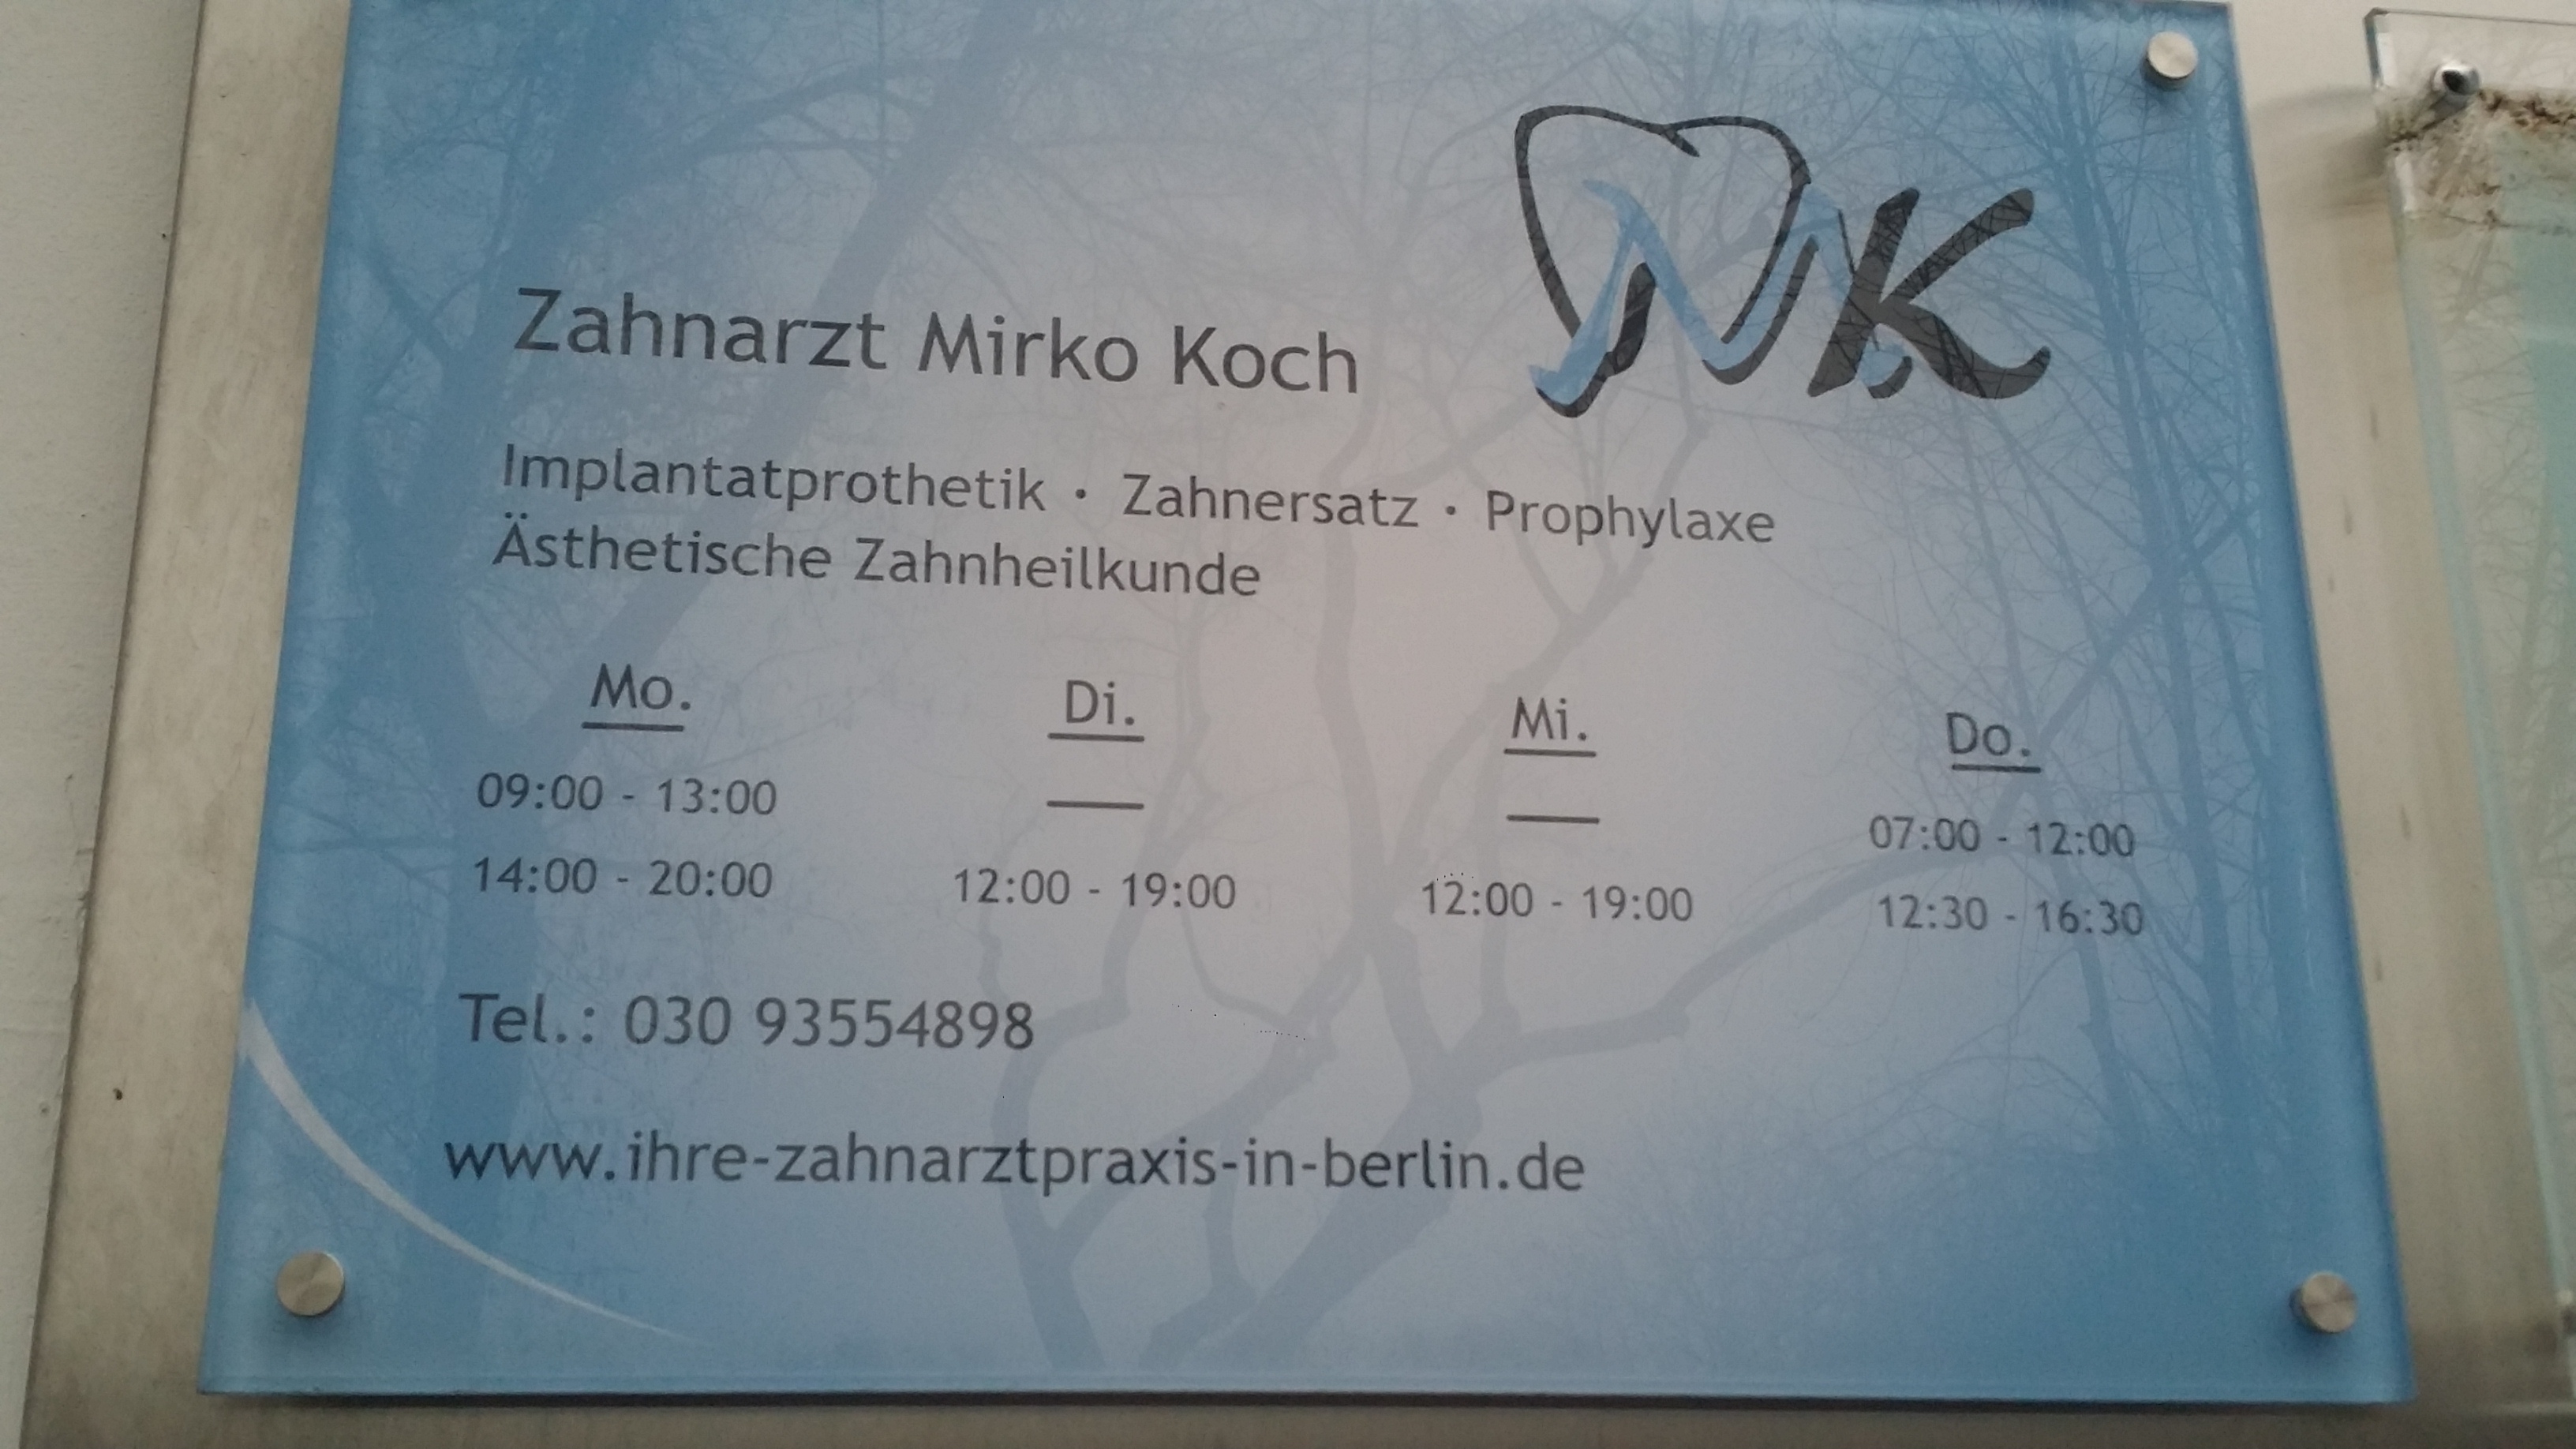 MK
Zahnarzt Mirko Koch
Implantatprothetik · Zahnersatz · Prophylaxe
Ästhetische Zahnheilkunde
Mo. Di. Mi. Do.
09:00 - 13:00 — — 07:00 - 12:00
14:00 - 20:00 12:00 - 19:00 12:00 - 19:00 12:30 - 16:30
Tel.: 030 93554898
www.ihre-zahnarztpraxis-in-berlin.de